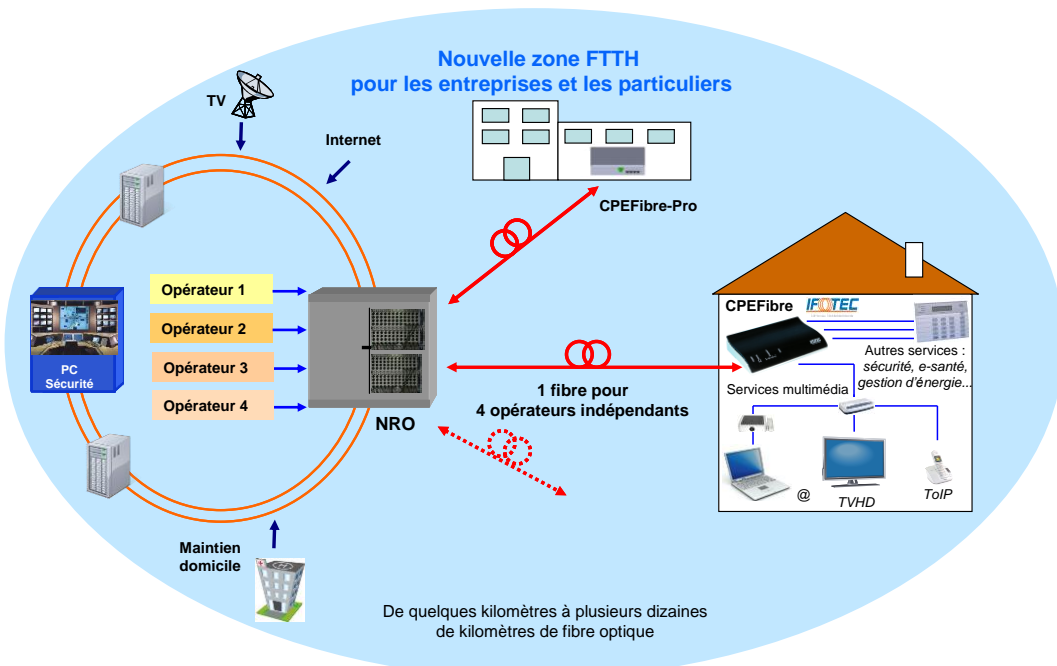 Nouvelle zone FTTH
pour les entreprises et les particuliers
TV
Internet
CPEFibre-Pro
Opérateur 1
Opérateur 2
Opérateur 3
Opérateur 4
PC
Sécurité
NRO
1 fibre pour
4 opérateurs indépendants
CPEFibre
IFOTEC
Autres services :
sécurité, e-santé,
gestion d'énergie...
Services multimédia
@
TVHD
ToIP
Maintien
domicile
De quelques kilomètres à plusieurs dizaines
de kilomètres de fibre optique